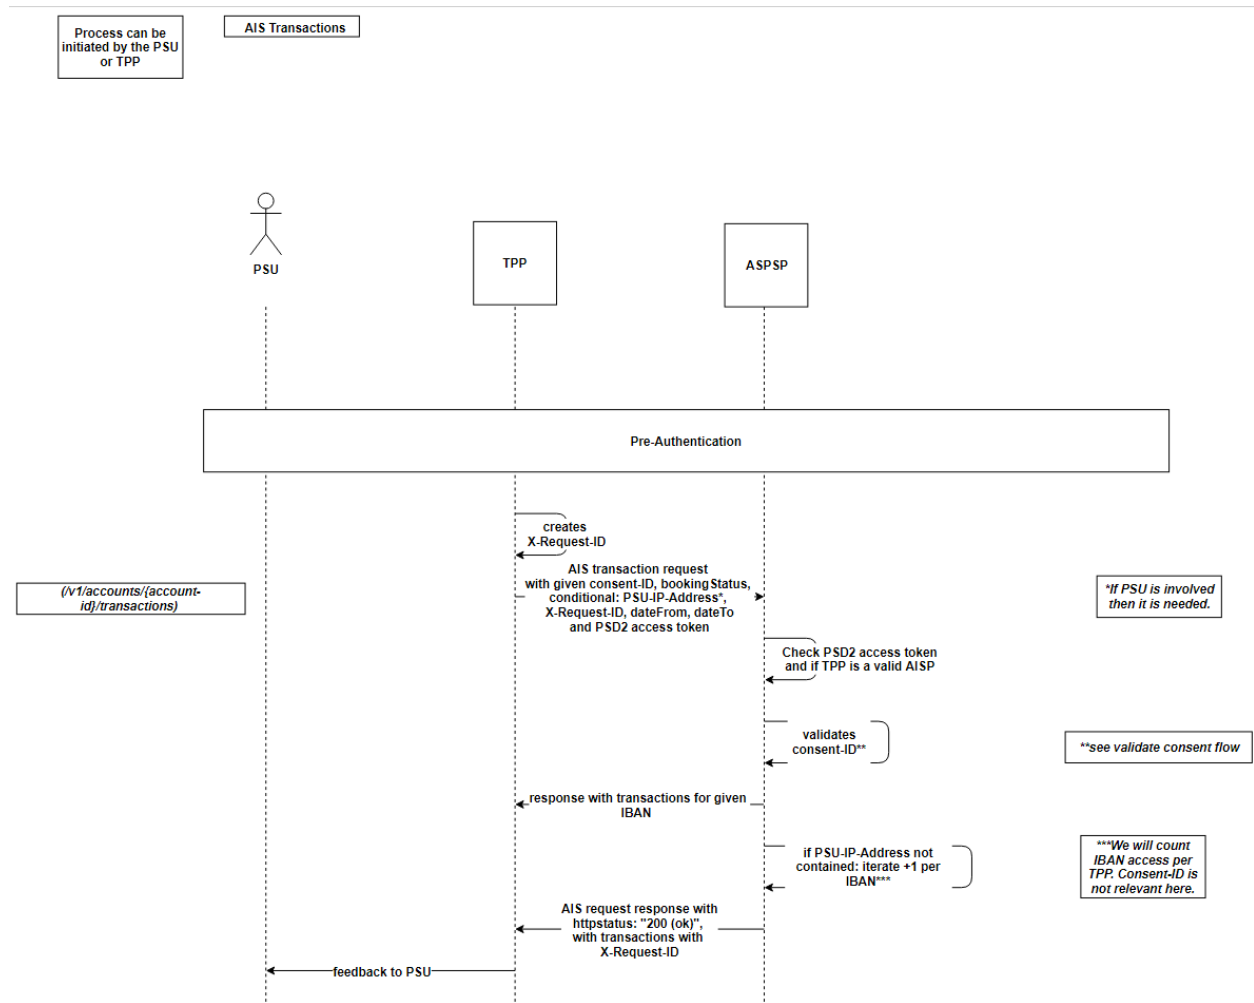 Process can be
initiated by the PSU
or TPP
AIS Transactions
PSU
TPP
ASPSP
Pre-Authentication
creates
X-Request-ID
(/v1/accounts/{account-
id}/transactions)
AIS transaction request
with given consent-ID, bookingStatus,
conditional: PSU-IP-Address*,
X-Request-ID, dateFrom, dateTo
and PSD2 access token
*If PSU is involved
then it is needed.
Check PSD2 access token
and if TPP is a valid AISP
validates
consent-ID**
**see validate consent flow
response with transactions for given
IBAN
if PSU-IP-Address not
contained: iterate +1 per
IBAN***
***We will count
IBAN access per
TPP. Consent-ID is
not relevant here.
AIS request response with
httpstatus: "200 (ok)",
with transactions with
X-Request-ID
feedback to PSU